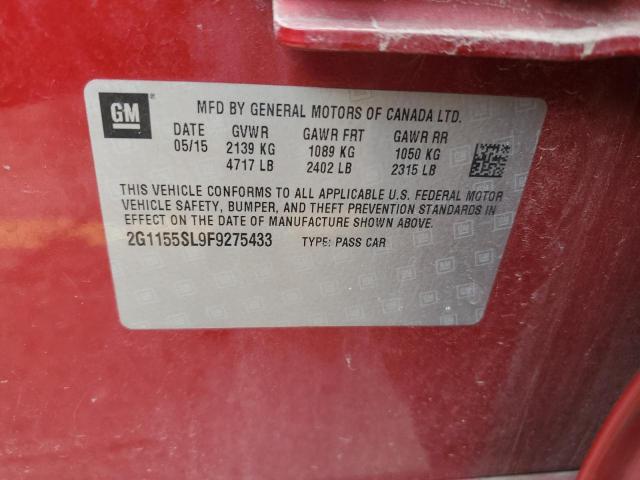 GM
MFD BY GENERAL MOTORS OF CANADA LTD.
DATE GVWR GAWR FRT GAWR RR
05/15 2139 KG 1089 KG 1050 KG
4717 LB 2402 LB 2315 LB
THIS VEHICLE CONFORMS TO ALL APPLICABLE U.S. FEDERAL MOTOR
VEHICLE SAFETY, BUMPER, AND THEFT PREVENTION STANDARDS IN
EFFECT ON THE DATE OF MANUFACTURE SHOWN ABOVE.
2G1155SL9F9275433 TYPE: PASS CAR